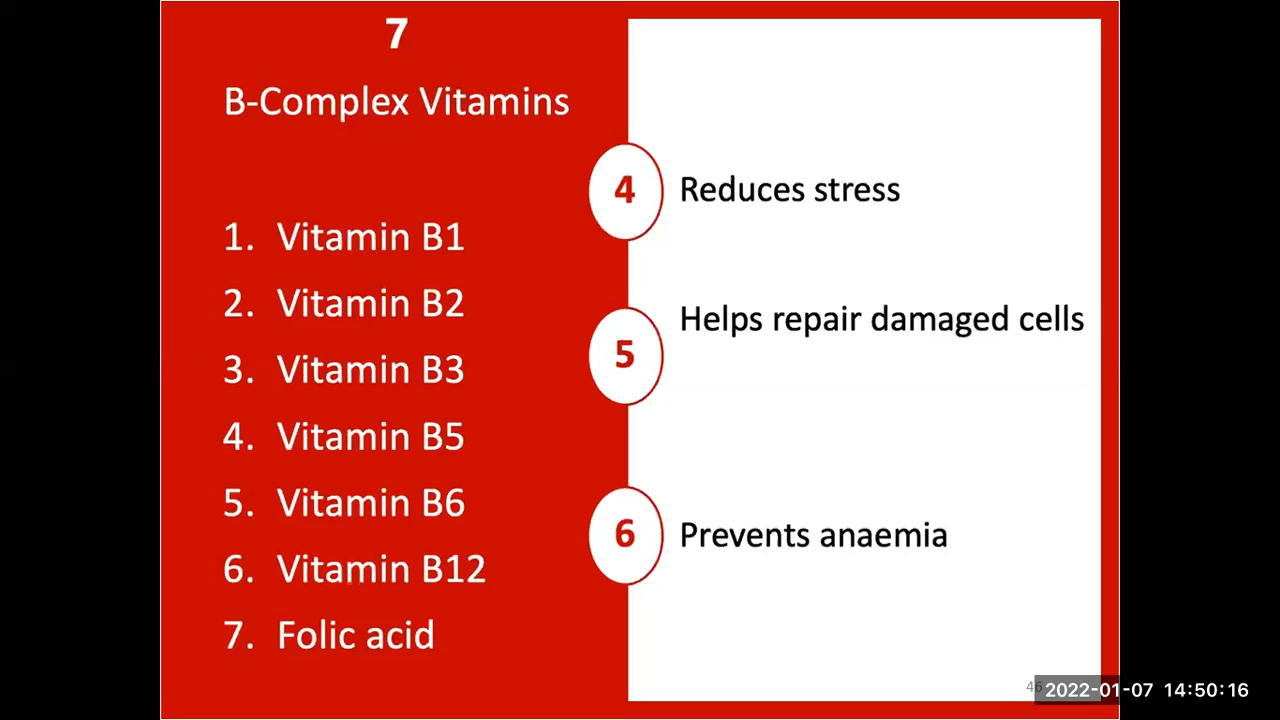 7
B-Complex Vitamins
1. Vitamin B1
2. Vitamin B2
3. Vitamin B3
4. Vitamin B5
5. Vitamin B6
6. Vitamin B12
7. Folic acid
4 Reduces stress
5 Helps repair damaged cells
6 Prevents anaemia
46
2022-01-07 14:50:16